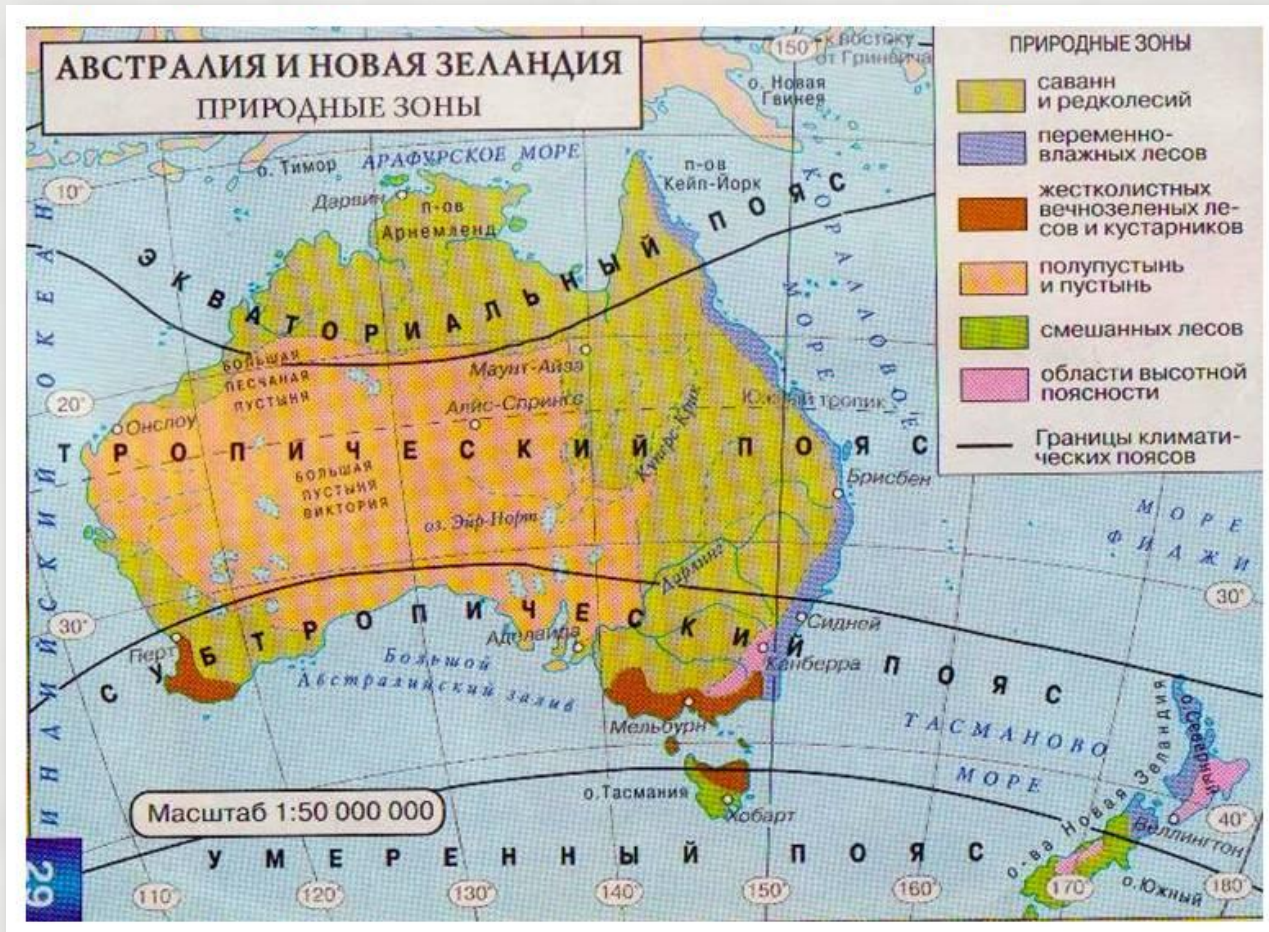 АВСТРАЛИЯ И НОВАЯ ЗЕЛАНДИЯ
ПРИРОДНЫЕ ЗОНЫ
150°
к востоку
от Гринвича
о. Новая
Гвинея
ПРИРОДНЫЕ ЗОНЫ
саванн
и редколесий
переменно-
влажных лесов
жестколистных
вечнозеленых ле-
сов и кустарников
полупустынь
и пустынь
смешанных лесов
области высотной
поясности
Границы климати-
ческих поясов
о. Тимор
АРАФУРСКОЕ МОРЕ
п-ов
Кейп-Йорк
10°
Дарвин
п-ов
Арнемленд
ЭКВАТОРИАЛЬНЫЙ ПОЯС
КОРАЛЛОВОЕ
МОРЕ
БОЛЬШАЯ
ПЕСЧАНАЯ
ПУСТЫНЯ
Маунт-Айза
20°
Онслоу
Алис-Спрингс
Южный тропик
Куперс-Крик
ТРОПИЧЕСКИЙ ПОЯС
БОЛЬШАЯ
ПУСТЫНЯ
ВИКТОРИЯ
Брисбен
оз. Эйр-Норт
МОРЕ
ФИДЖИ
Дарлинг
30°
30°
Перт
СУБТРОПИЧЕСКИЙ ПОЯС
Аделаида
Сидней
Канберра
Большой
Австралийский залив
Мельбурн
ТАСМАНОВО
МОРЕ
о-ва Новая Зеландия
о. Северный
ИНДИЙСКИЙ ОКЕАН
Масштаб 1:50 000 000
о. Тасмания
Хобарт
40°
Веллингтон
УМЕРЕННЫЙ ПОЯС
о. Южный
29
110°
120°
130°
140°
150°
160°
170°
180°